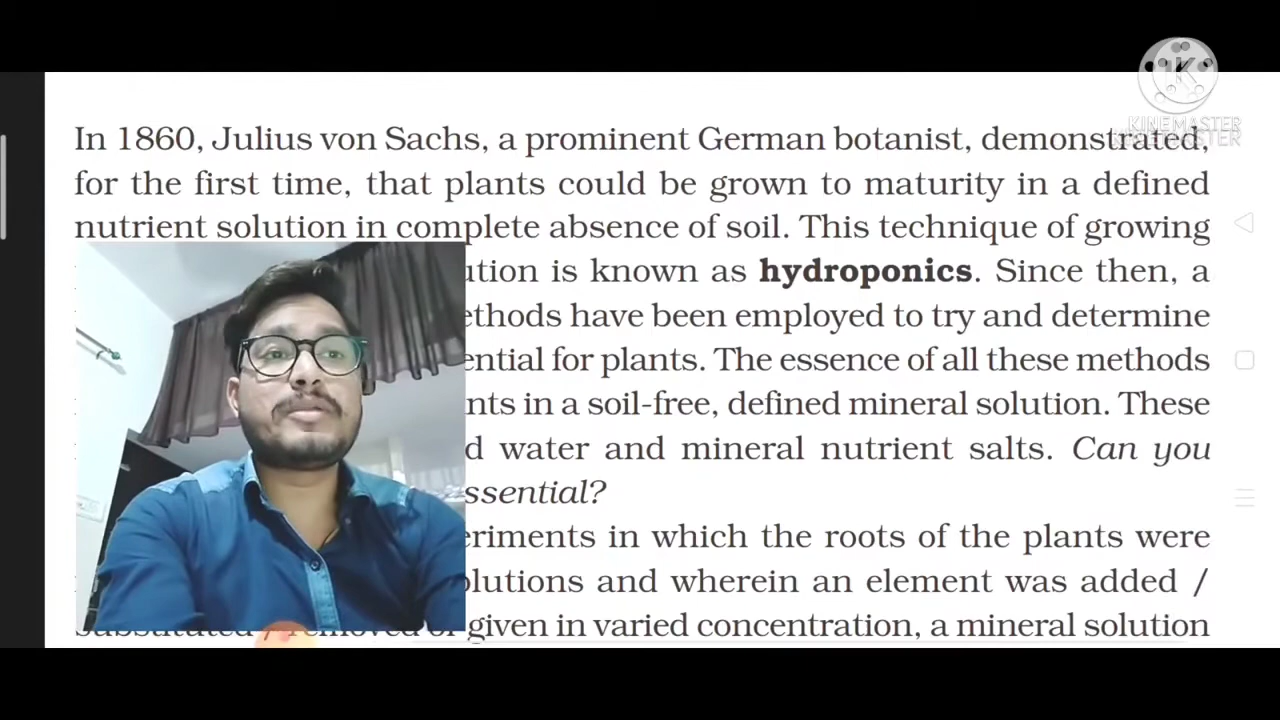 In 1860, Julius von Sachs, a prominent German botanist, demonstrated,
for the first time, that plants could be grown to maturity in a defined
nutrient solution in complete absence of soil. This technique of growing
ution is known as hydroponics. Since then, a
ethods have been employed to try and determine
ential for plants. The essence of all these methods
nts in a soil-free, defined mineral solution. These
d water and mineral nutrient salts. Can you
ssential?
eriments in which the roots of the plants were
olutions and wherein an element was added /
substituted / removed or given in varied concentration, a mineral solution
KINEMASTER
KINEMASTER